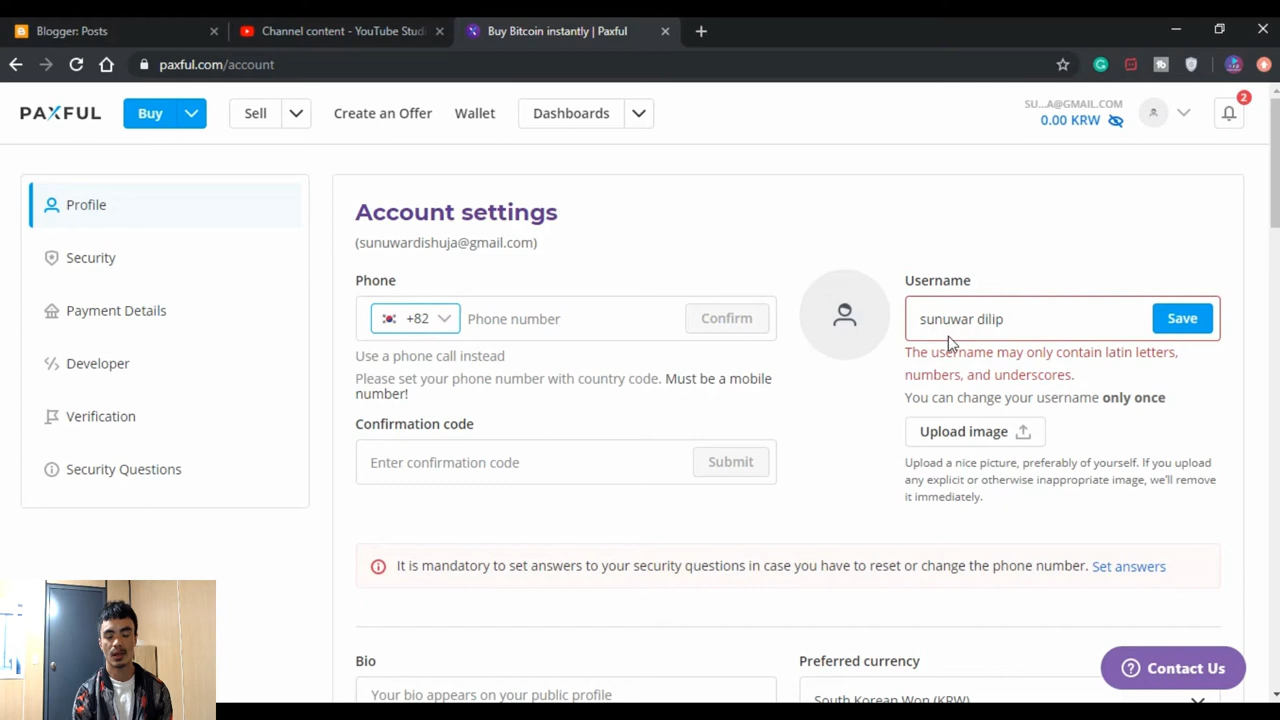 Blogger: Posts
Channel content - YouTube Stud
Buy Bitcoin instantly | Paxful
paxful.com/account
PAXFUL
Buy
Sell
Create an Offer
Wallet
Dashboards
SU...A@GMAIL.COM
0.00 KRW
2
Profile
Security
Payment Details
Developer
Verification
Security Questions
Account settings
(sunuwardishuja@gmail.com)
Phone
+82
Phone number
Confirm
Use a phone call instead
Please set your phone number with country code. Must be a mobile
number!
Confirmation code
Enter confirmation code
Submit
Username
sunuwar dilip
Save
The username may only contain latin letters,
numbers, and underscores.
You can change your username only once
Upload image
Upload a nice picture, preferably of yourself. If you upload
any explicit or otherwise inappropriate image, we'll remove
it immediately.
It is mandatory to set answers to your security questions in case you have to reset or change the phone number. Set answers
Bio
Your bio appears on your public profile
Preferred currency
South Korean Won (KRW)
Contact Us